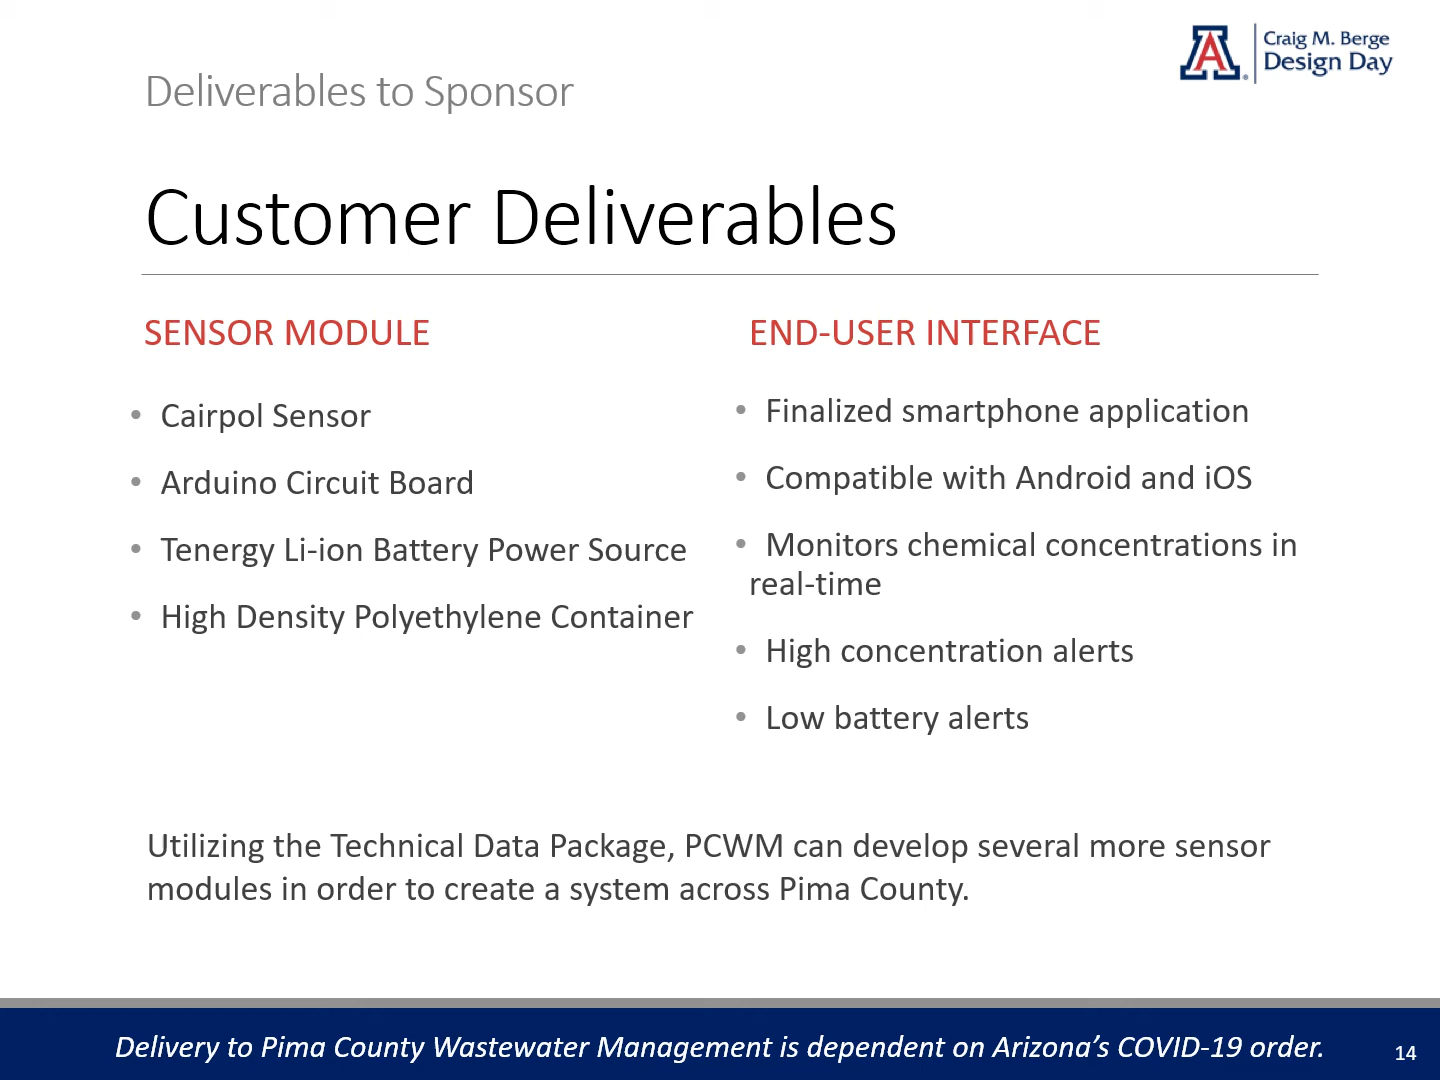 Craig M. Berge
Design Day
Deliverables to Sponsor
Customer Deliverables
SENSOR MODULE
• Cairpol Sensor
• Arduino Circuit Board
• Tenergy Li-ion Battery Power Source
• High Density Polyethylene Container
END-USER INTERFACE
• Finalized smartphone application
• Compatible with Android and iOS
• Monitors chemical concentrations in
real-time
• High concentration alerts
• Low battery alerts
Utilizing the Technical Data Package, PCWM can develop several more sensor
modules in order to create a system across Pima County.
Delivery to Pima County Wastewater Management is dependent on Arizona’s COVID-19 order.
14